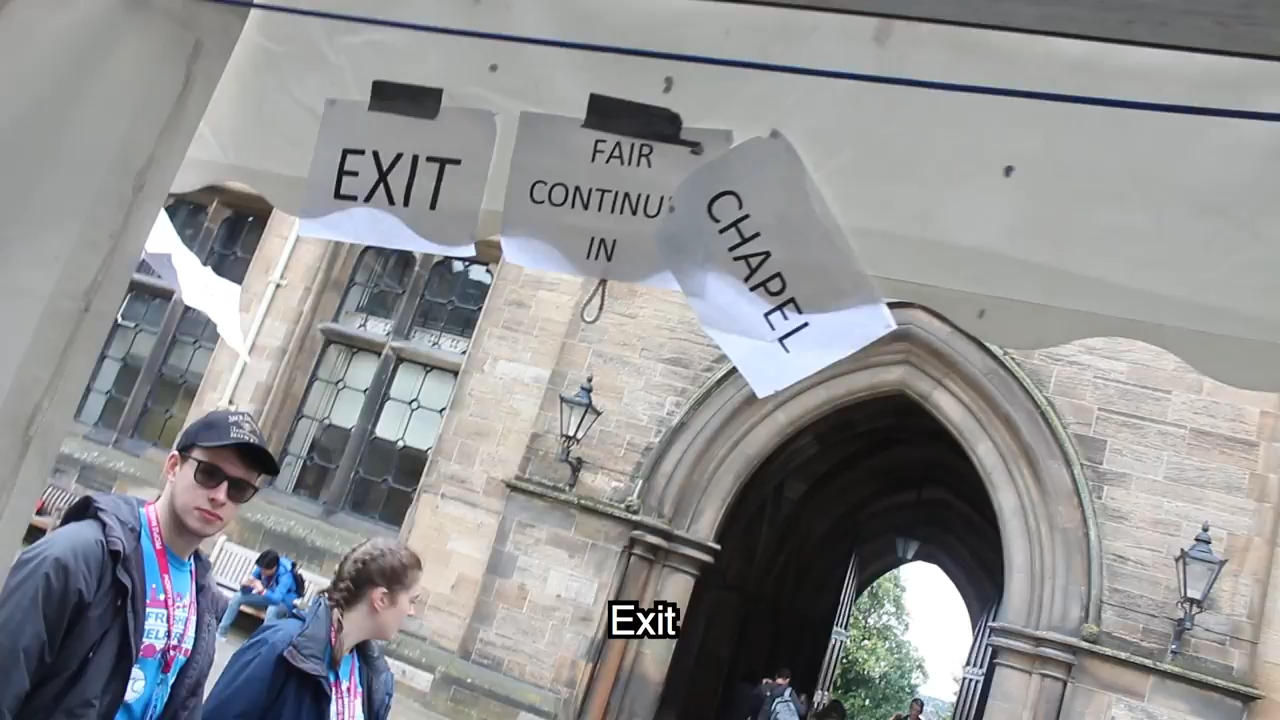 EXIT
FAIR
CONTINU
IN
CHAPEL
Exit